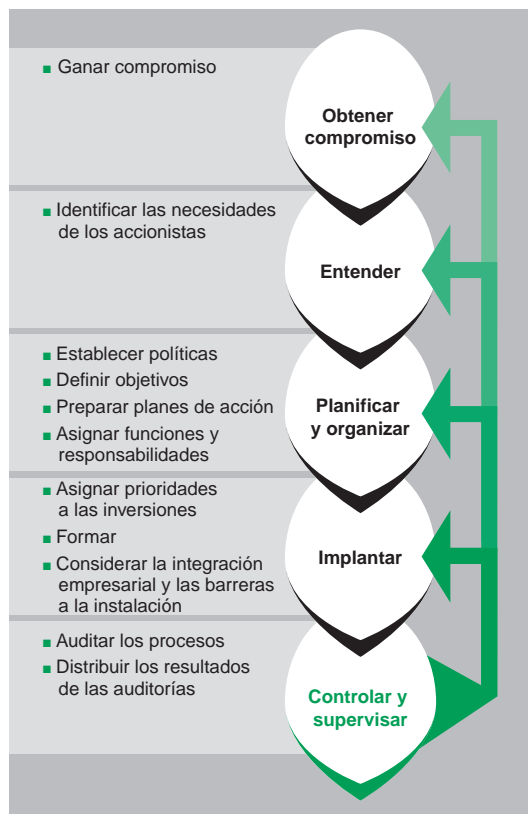 ■ Ganar compromiso
Obtener
compromiso
■ Identificar las necesidades
de los accionistas
Entender
■ Establecer políticas
■ Definir objetivos
■ Preparar planes de acción
■ Asignar funciones y
responsabilidades
Planificar
y organizar
■ Asignar prioridades
a las inversiones
■ Formar
■ Considerar la integración
empresarial y las barreras
a la instalación
Implantar
■ Auditar los procesos
■ Distribuir los resultados
de las auditorías
Controlar y
supervisar